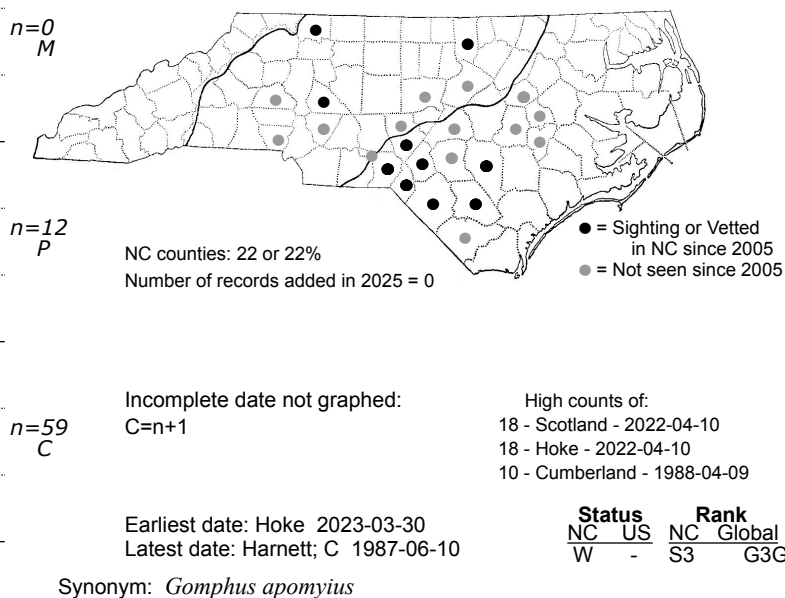 n=0
M
n=12
P
● = Sighting or Vetted
in NC since 2005
● = Not seen since 2005
NC counties: 22 or 22%
Number of records added in 2025 = 0
n=59
C
Incomplete date not graphed:
C=n+1
High counts of:
18 - Scotland - 2022-04-10
18 - Hoke - 2022-04-10
10 - Cumberland - 1988-04-09
Earliest date: Hoke 2023-03-30
Latest date: Harnett; C 1987-06-10
Status Rank
NC US NC Global
W - S3 G3G
Synonym: Gomphus apomyius